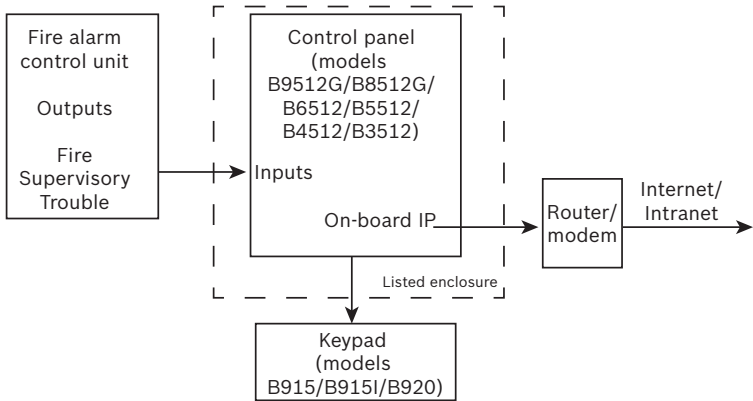 Fire alarm
control unit
Outputs
Fire
Supervisory
Trouble
Control panel
(models
B9512G/B8512G/
B6512/B5512/
B4512/B3512)
Inputs
On-board IP
Listed enclosure
Router/
modem
Internet/
Intranet
Keypad
(models
B915/B915I/B920)